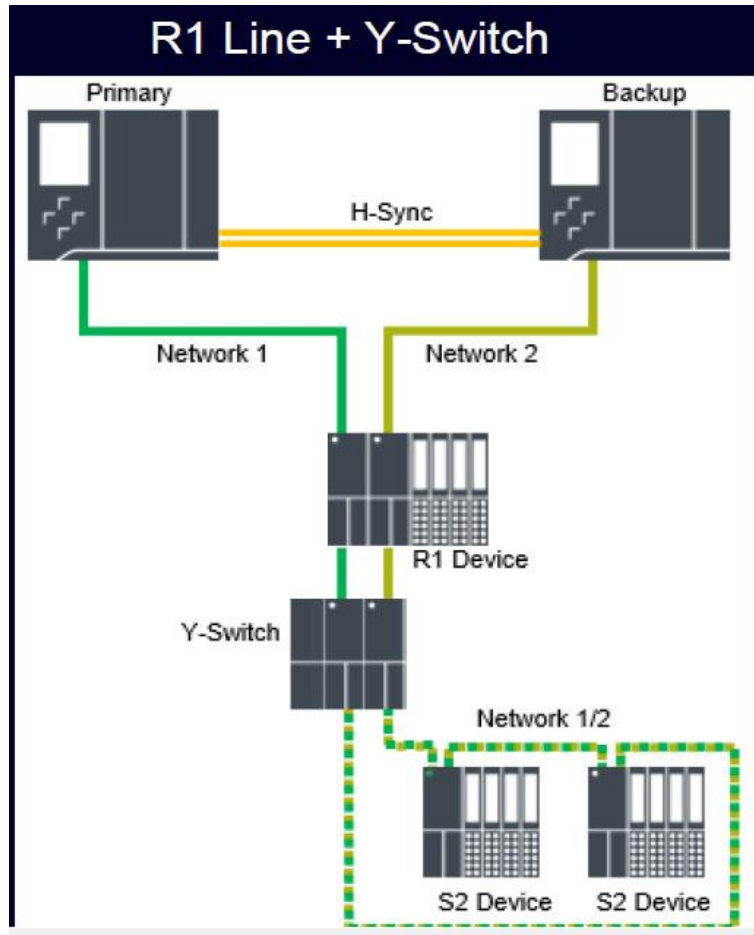 R1 Line + Y-Switch
Primary
Backup
H-Sync
Network 1
Network 2
R1 Device
Y-Switch
Network 1/2
S2 Device
S2 Device